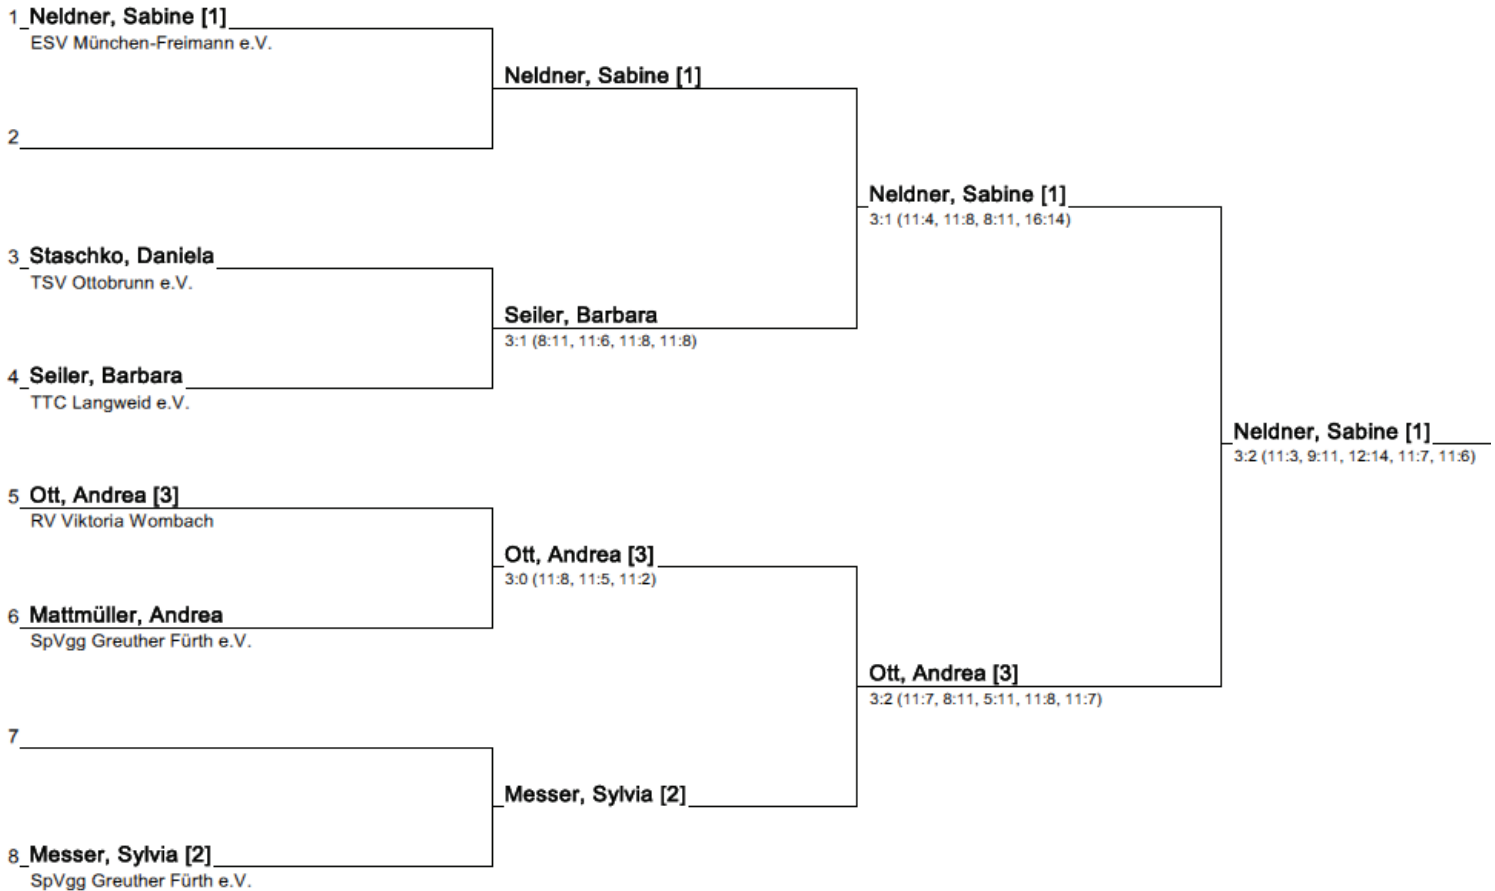 1 Neldner, Sabine [1]
ESV München-Freimann e.V.
Neldner, Sabine [1]
2
Neldner, Sabine [1]
3:1 (11:4, 11:8, 8:11, 16:14)
3 Staschko, Daniela
TSV Ottobrunn e.V.
Seiler, Barbara
3:1 (8:11, 11:6, 11:8, 11:8)
4 Seiler, Barbara
TTC Langweid e.V.
Neldner, Sabine [1]
3:2 (11:3, 9:11, 12:14, 11:7, 11:6)
5 Ott, Andrea [3]
RV Viktoria Wombach
Ott, Andrea [3]
3:0 (11:8, 11:5, 11:2)
6 Mattmüller, Andrea
SpVgg Greuther Fürth e.V.
Ott, Andrea [3]
3:2 (11:7, 8:11, 5:11, 11:8, 11:7)
7
Messer, Sylvia [2]
8 Messer, Sylvia [2]
SpVgg Greuther Fürth e.V.